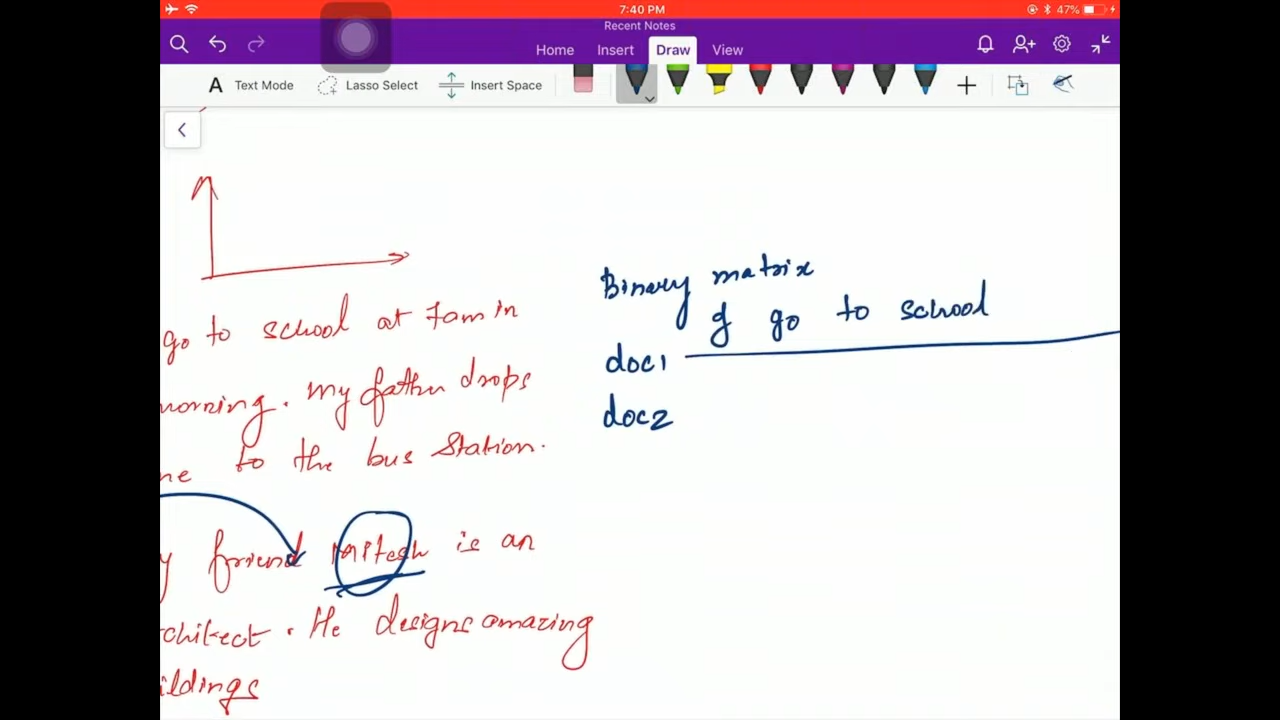 7:40 PM
47%
Recent Notes
Home Insert Draw View
Text Mode Lasso Select Insert Space
go to school at 7am in
morning. My father drops
me to the bus station.
y friend Mitesh is an
rchitect. He designs amazing
ildings
Binary matrix
I go to school
doc1
doc2